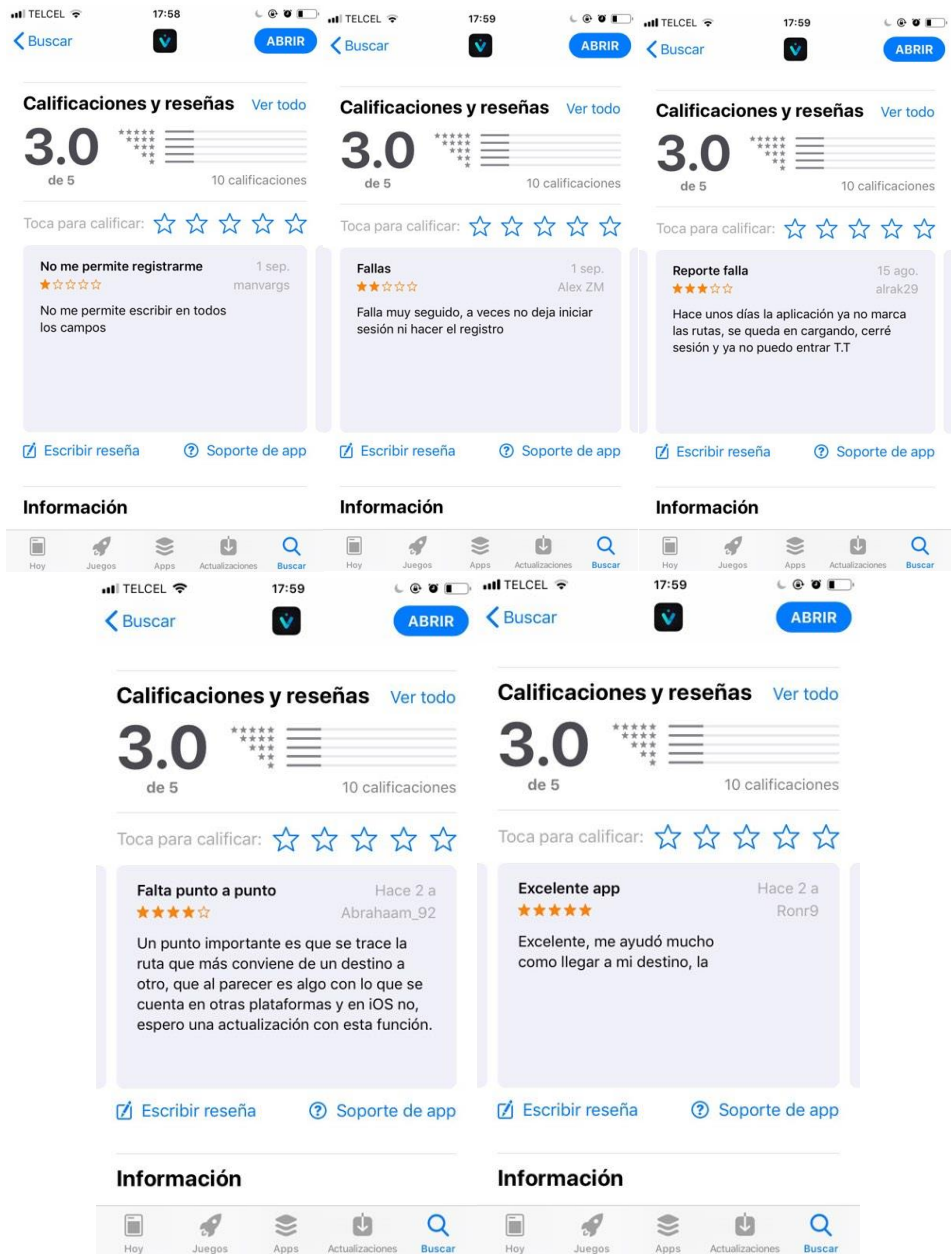 TELCEL 17:58
Buscar ABRIR
Calificaciones y reseñas Ver todo
3.0
de 5 10 calificaciones
Toca para calificar:
No me permite registrarme 1 sep.
manvargs
No me permite escribir en todos
los campos
Escribir reseña Soporte de app
Información
Hoy Juegos Apps Actualizaciones Buscar
TELCEL 17:59
Buscar ABRIR
Calificaciones y reseñas Ver todo
3.0
de 5 10 calificaciones
Toca para calificar:
Fallas 1 sep.
Alex ZM
Falla muy seguido, a veces no deja iniciar
sesión ni hacer el registro
Escribir reseña Soporte de app
Información
Hoy Juegos Apps Actualizaciones Buscar
TELCEL 17:59
Buscar ABRIR
Calificaciones y reseñas Ver todo
3.0
de 5 10 calificaciones
Toca para calificar:
Reporte falla 15 ago.
alrak29
Hace unos días la aplicación ya no marca
las rutas, se queda en cargando, cerré
sesión y ya no puedo entrar T.T
Escribir reseña Soporte de app
Información
Hoy Juegos Apps Actualizaciones Buscar
TELCEL 17:59
Buscar ABRIR
Calificaciones y reseñas Ver todo
3.0
de 5 10 calificaciones
Toca para calificar:
Falta punto a punto Hace 2 a
Abrahaam_92
Un punto importante es que se trace la
ruta que más conviene de un destino a
otro, que al parecer es algo con lo que se
cuenta en otras plataformas y en iOS no,
espero una actualización con esta función.
Escribir reseña Soporte de app
Información
Hoy Juegos Apps Actualizaciones Buscar
TELCEL 17:59
Buscar ABRIR
Calificaciones y reseñas Ver todo
3.0
de 5 10 calificaciones
Toca para calificar:
Excelente app Hace 2 a
Ronr9
Excelente, me ayudó mucho
como llegar a mi destino, la
Escribir reseña Soporte de app
Información
Hoy Juegos Apps Actualizaciones Buscar